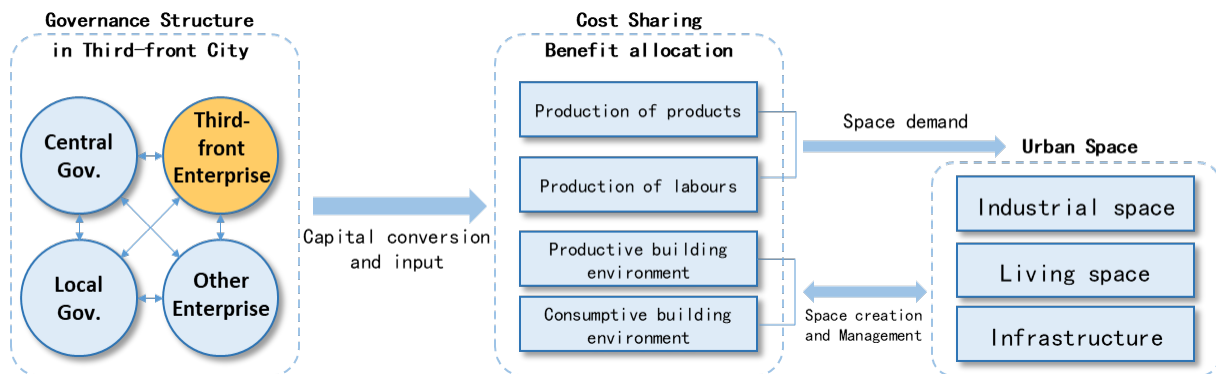 Governance Structure
in Third-front City
Central
Gov.
Third-
front
Enterprise
Local
Gov.
Other
Enterprise
Capital conversion
and input
Cost Sharing
Benefit allocation
Production of products
Production of labours
Productive building
environment
Consumptive building
environment
Space demand
Space creation
and Management
Urban Space
Industrial space
Living space
Infrastructure